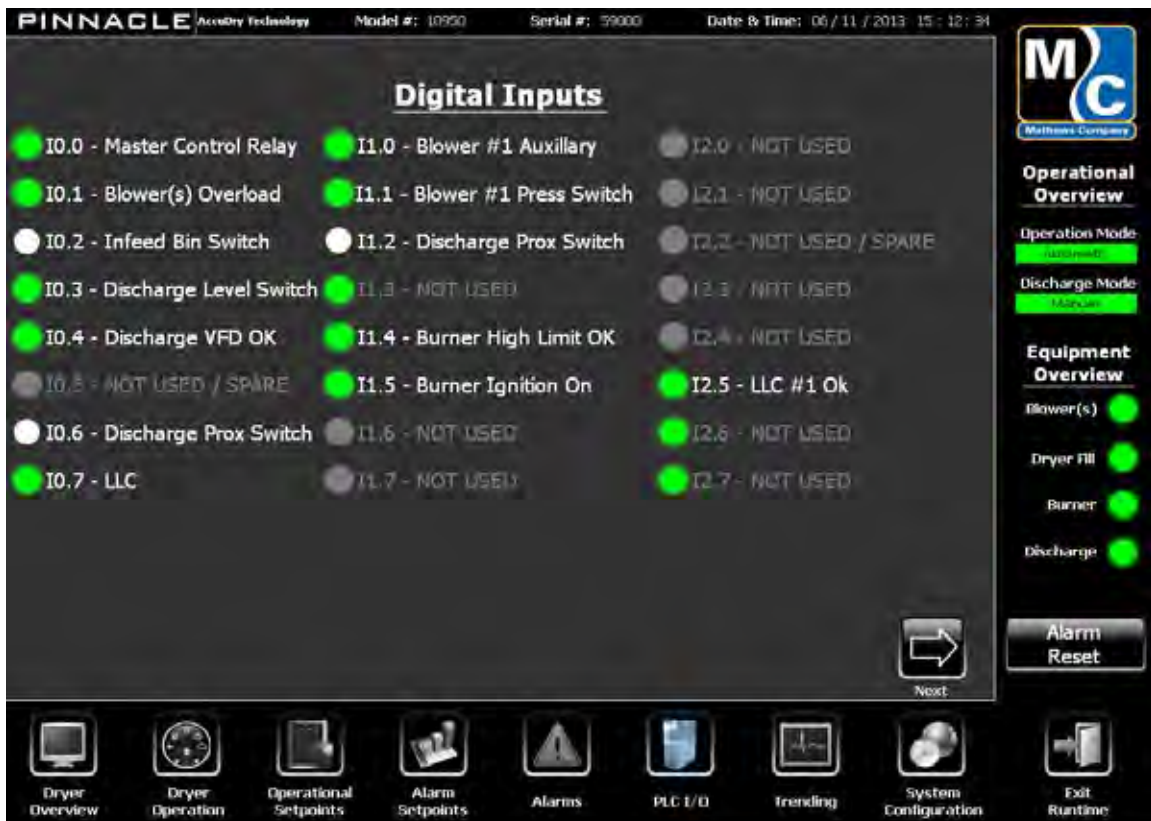 PINNACLE AccuDry Technology Model #: 10950 Serial #: 59000 Date & Time: 06/11/2013 15:12:34
MC
Mathews Company
Digital Inputs
I0.0 - Master Control Relay
I0.1 - Blower(s) Overload
I0.2 - Infeed Bin Switch
I0.3 - Discharge Level Switch
I0.4 - Discharge VFD OK
I0.5 - NOT USED / SPARE
I0.6 - Discharge Prox Switch
I0.7 - LLC
I1.0 - Blower #1 Auxillary
I1.1 - Blower #1 Press Switch
I1.2 - Discharge Prox Switch
I1.3 - NOT USED
I1.4 - Burner High Limit OK
I1.5 - Burner Ignition On
I1.6 - NOT USED
I1.7 - NOT USED
I2.0 - NOT USED
I2.1 - NOT USED
I2.2 - NOT USED / SPARE
I2.3 - NOT USED
I2.4 - NOT USED
I2.5 - LLC #1 Ok
I2.6 - NOT USED
I2.7 - NOT USED
Next
Operational
Overview
Operation Mode
Automatic
Discharge Mode
Manual
Equipment
Overview
Blower(s)
Dryer Fill
Burner
Discharge
Alarm
Reset
Dryer
Overview
Dryer
Operation
Operational
Setpoints
Alarm
Setpoints
Alarms
PLC I/O
Trending
System
Configuration
Exit
Runtime